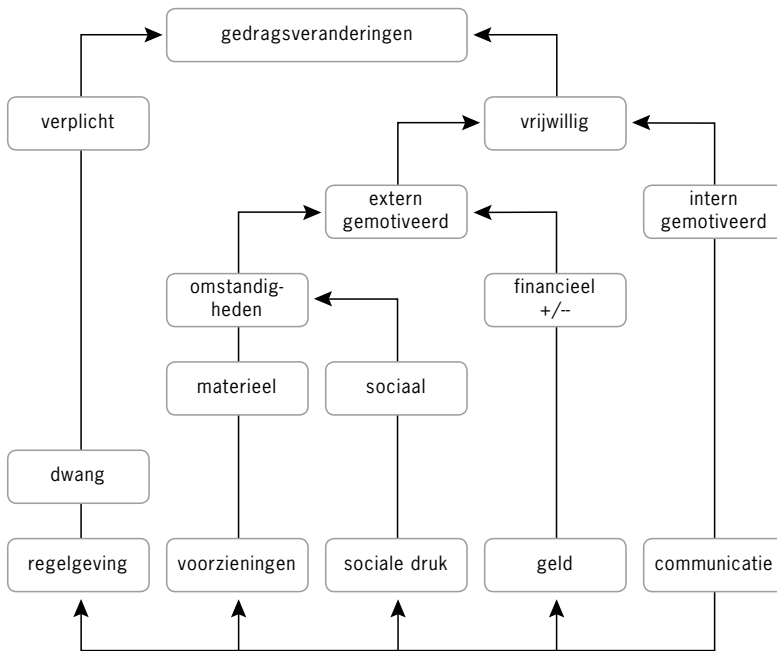 gedragsveranderingen
verplicht
vrijwillig
extern
gemotiveerd
intern
gemotiveerd
omstandig-
heden
financieel
+/--
materieel
sociaal
dwang
regelgeving
voorzieningen
sociale druk
geld
communicatie